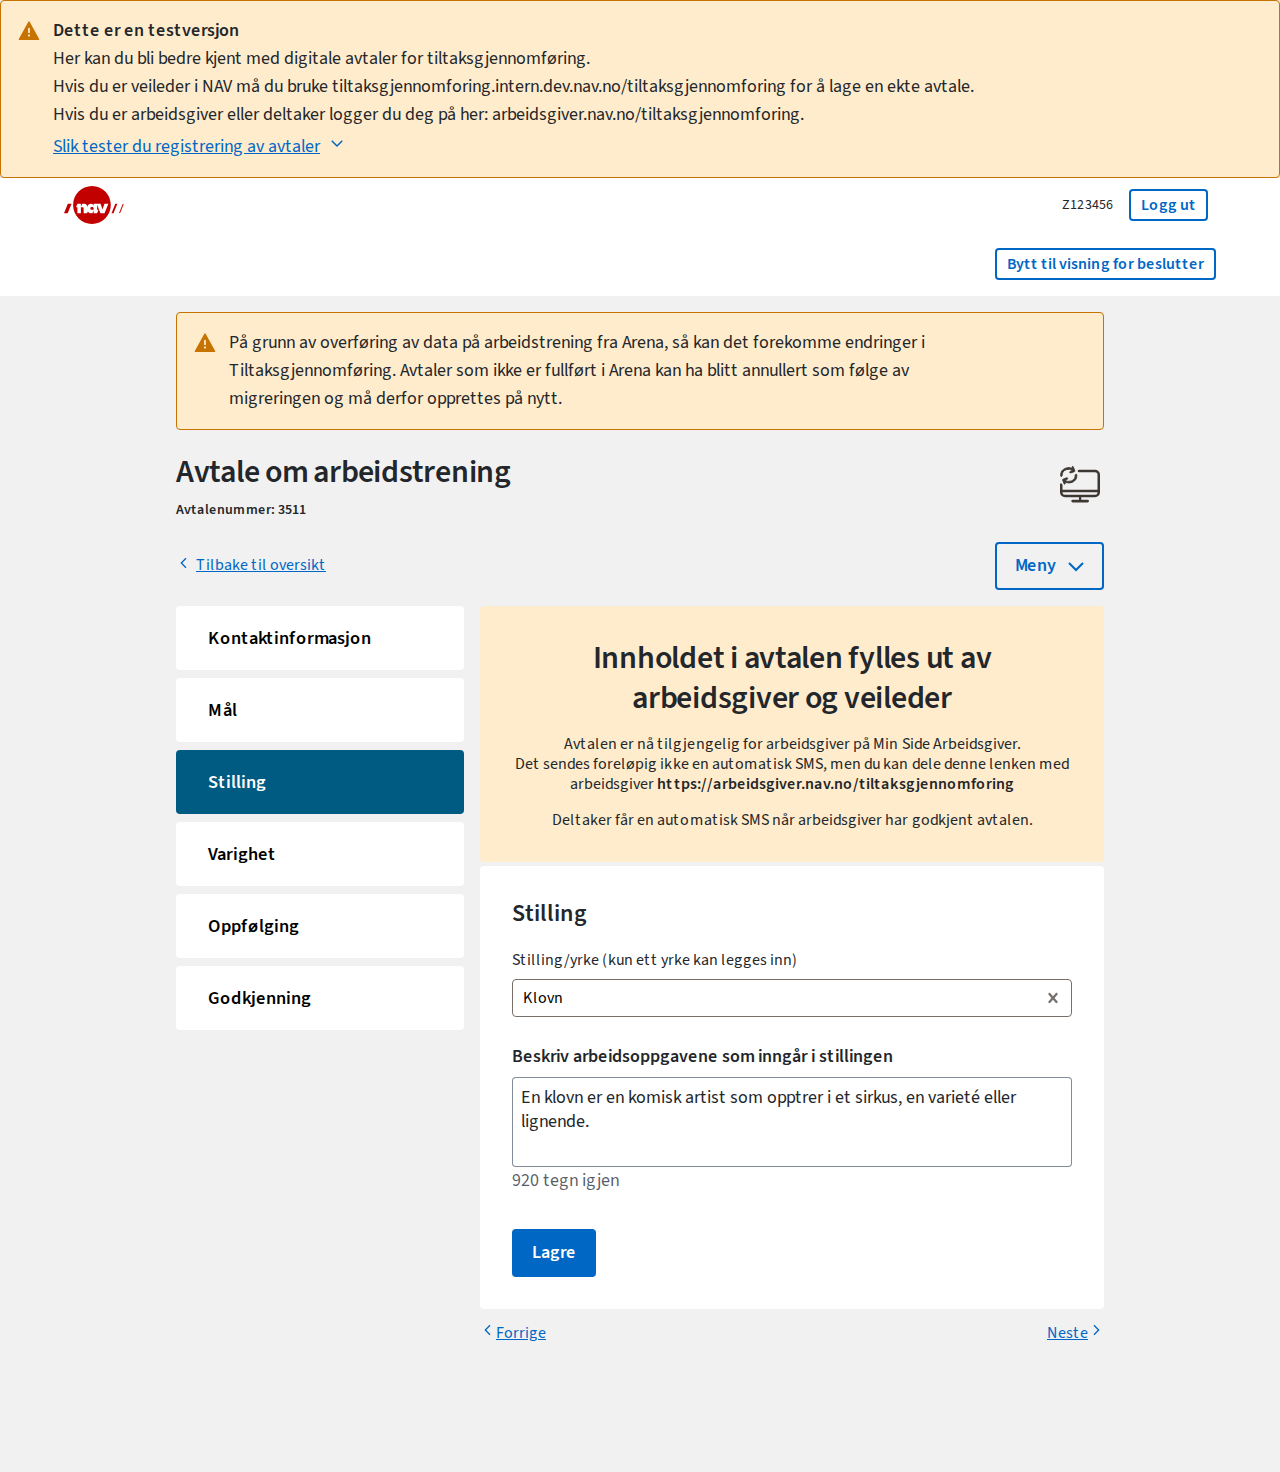 Dette er en testversjon
Her kan du bli bedre kjent med digitale avtaler for tiltaksgjennomføring.
Hvis du er veileder i NAV må du bruke tiltaksgjennomforing.intern.dev.nav.no/tiltaksgjennomforing for å lage en ekte avtale.
Hvis du er arbeidsgiver eller deltaker logger du deg på her: arbeidsgiver.nav.no/tiltaksgjennomforing.
Slik tester du registrering av avtaler
nav
Z123456
Logg ut
Bytt til visning for beslutter
På grunn av overføring av data på arbeidstrening fra Arena, så kan det forekomme endringer i
Tiltaksgjennomføring. Avtaler som ikke er fullført i Arena kan ha blitt annullert som følge av
migreringen og må derfor opprettes på nytt.
Avtale om arbeidstrening
Avtalenummer: 3511
Tilbake til oversikt
Meny
Kontaktinformasjon
Mål
Stilling
Varighet
Oppfølging
Godkjenning
Innholdet i avtalen fylles ut av
arbeidsgiver og veileder
Avtalen er nå tilgjengelig for arbeidsgiver på Min Side Arbeidsgiver.
Det sendes foreløpig ikke en automatisk SMS, men du kan dele denne lenken med
arbeidsgiver https://arbeidsgiver.nav.no/tiltaksgjennomforing
Deltaker får en automatisk SMS når arbeidsgiver har godkjent avtalen.
Stilling
Stilling/yrke (kun ett yrke kan legges inn)
Klovn
Beskriv arbeidsoppgavene som inngår i stillingen
En klovn er en komisk artist som opptrer i et sirkus, en varieté eller
lignende.
920 tegn igjen
Lagre
Forrige
Neste